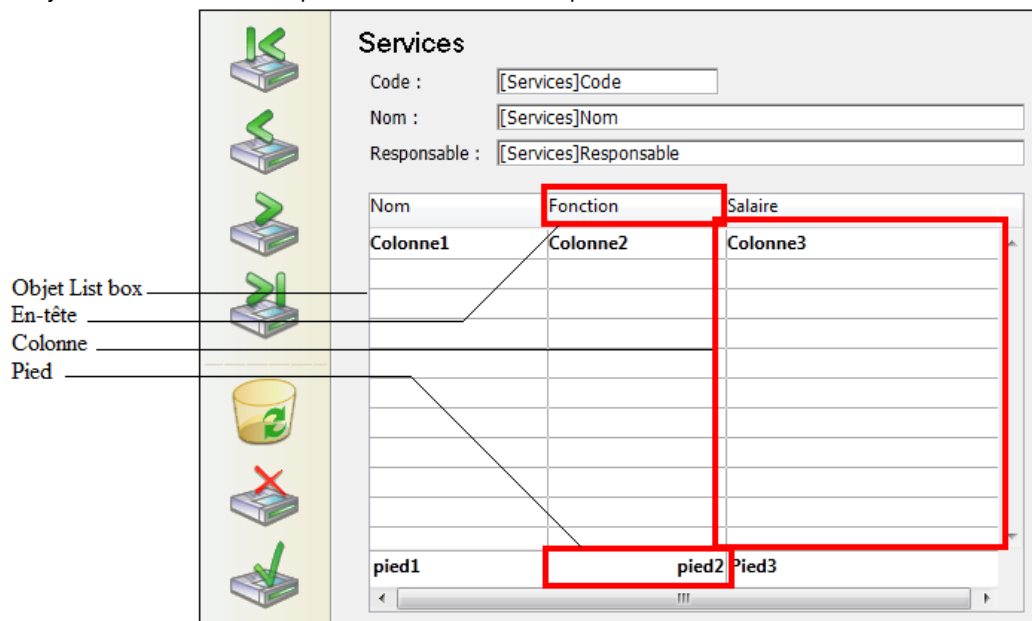 Services
Code : [Services]Code
Nom : [Services]Nom
Responsable : [Services]Responsable
Nom Fonction Salaire
Colonne1 Colonne2 Colonne3
Objet List box
En-tête
Colonne
Pied
pied1 pied2 Pied3